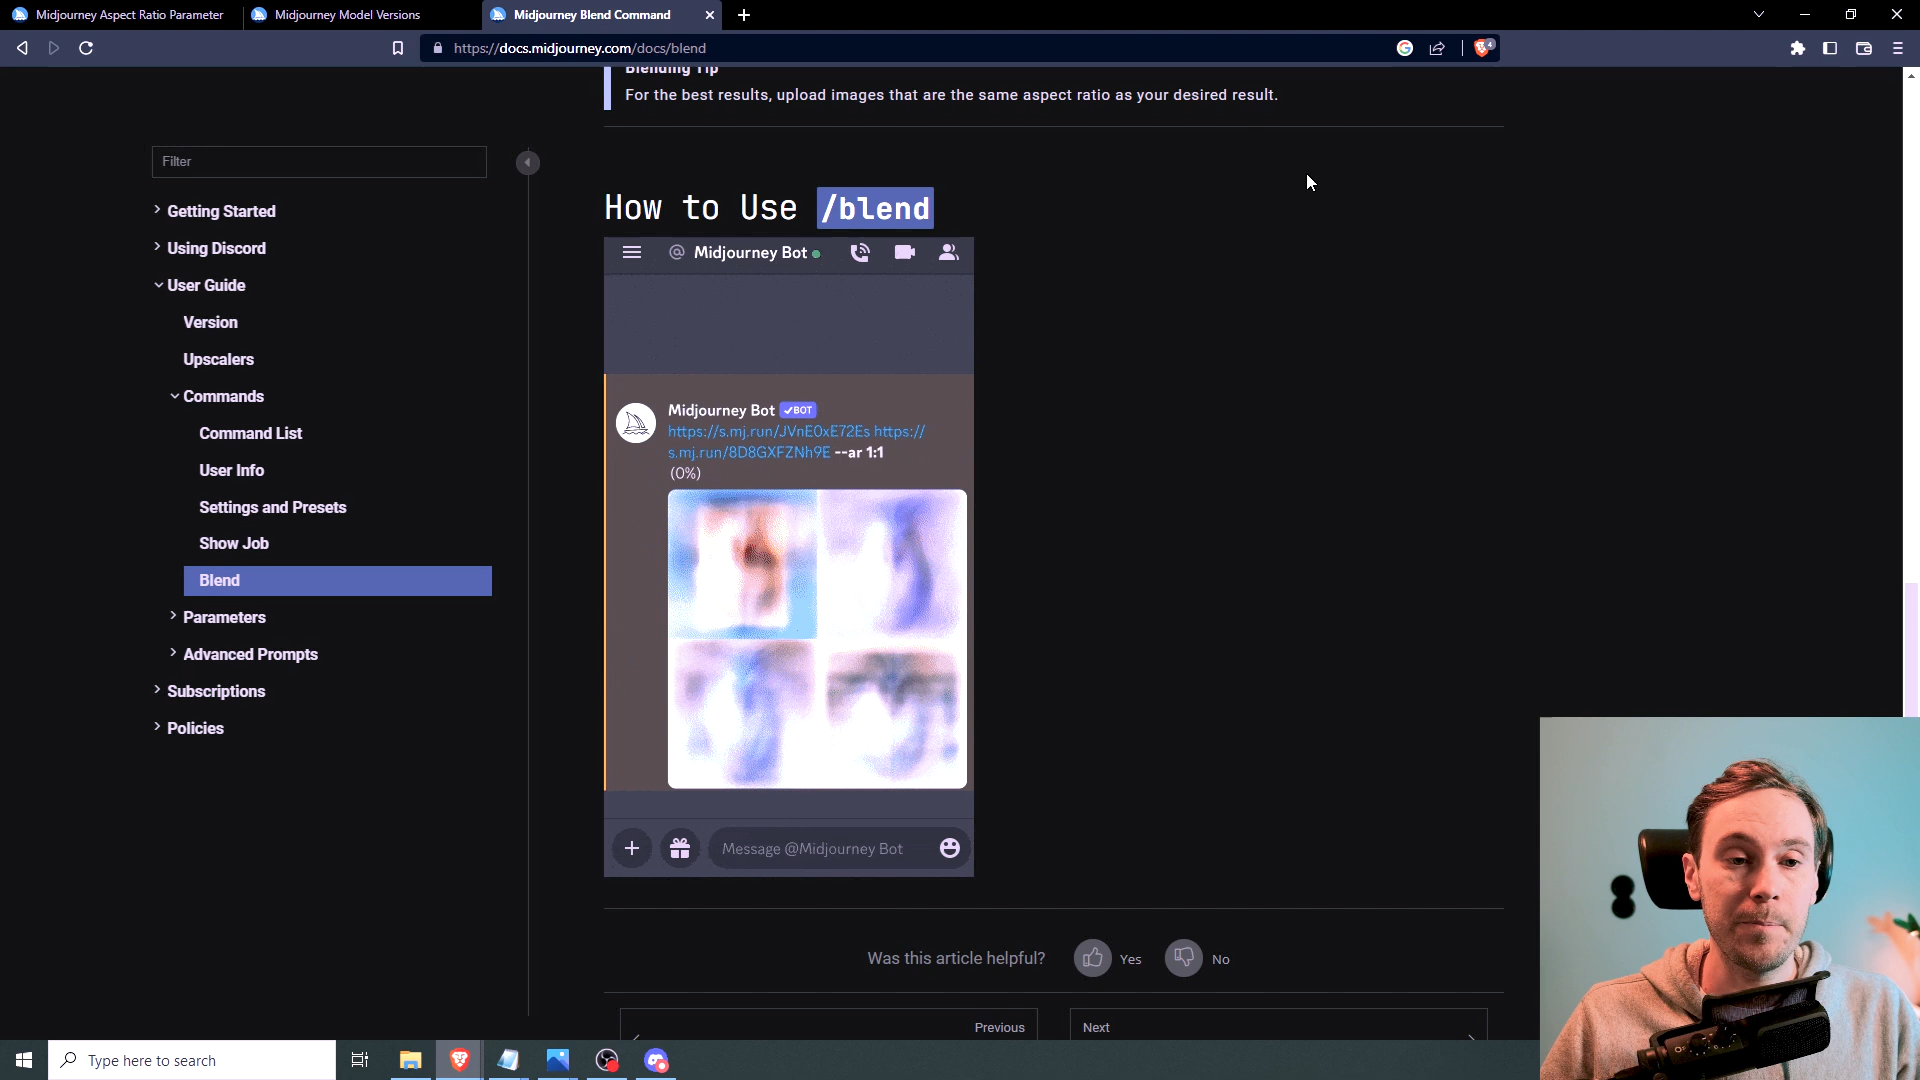 Midjourney Aspect Ratio Parameter
Midjourney Model Versions
Midjourney Blend Command
https://docs.midjourney.com/docs/blend
4
Blending Tip
For the best results, upload images that are the same aspect ratio as your desired result.
Filter
Getting Started
Using Discord
User Guide
Version
Upscalers
Commands
Command List
User Info
Settings and Presets
Show Job
Blend
Parameters
Advanced Prompts
Subscriptions
Policies
How to Use /blend
@ Midjourney Bot
Midjourney Bot ✓BOT
https://s.mj.run/JVnE0xE72Es https://
s.mj.run/8D8GXFZNh9E --ar 1:1
(0%)
Message @Midjourney Bot
Was this article helpful? Yes No
Previous
Next
Type here to search